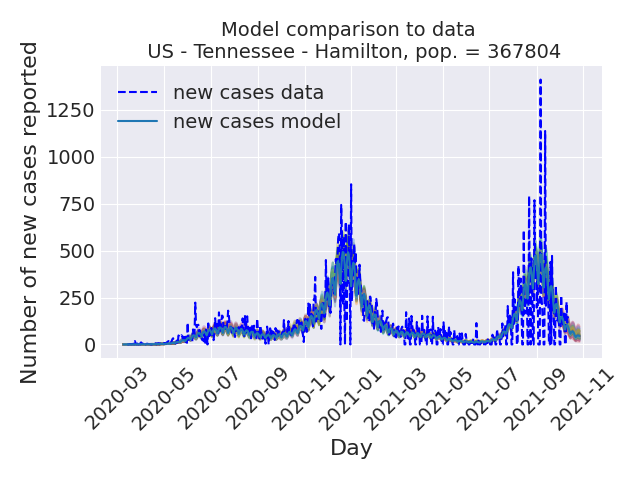 Model comparison to data
US - Tennessee - Hamilton, pop. = 367804
Number of new cases reported
1250
1000
750
500
250
0
new cases data
new cases model
2020-03
2020-05
2020-07
2020-09
2020-11
2021-01
2021-03
2021-05
2021-07
2021-09
2021-11
Day